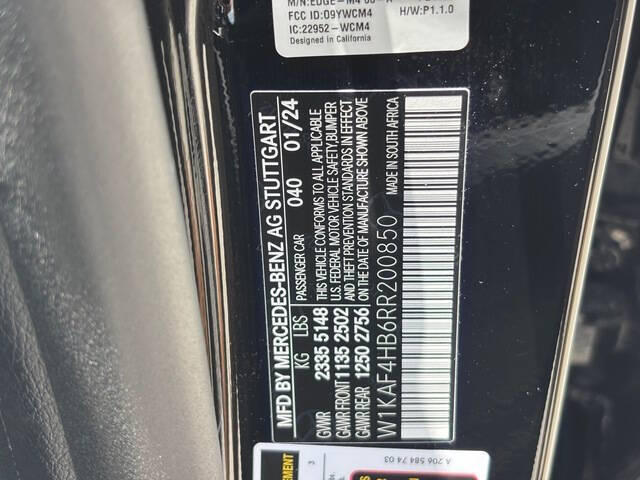 M/N:EDGE-M4
FCC ID:O9YWCM4
IC:22952-WCM4
Designed in California
H/W:P1.1.0
MFD BY MERCEDES-BENZ AG STUTTGART
KG LBS PASSENGER CAR 040 01/24
GVWR 2335 5148 THIS VEHICLE CONFORMS TO ALL APPLICABLE
U.S. FEDERAL MOTOR VEHICLE SAFETY,BUMPER
GAWR FRONT 1135 2502 AND THEFT PREVENTION STANDARDS IN EFFECT
GAWR REAR 1250 2756 ON THE DATE OF MANUFACTURE SHOWN ABOVE
W1KAF4HB6RR200850 MADE IN SOUTH AFRICA
A 206 584 74 03
3